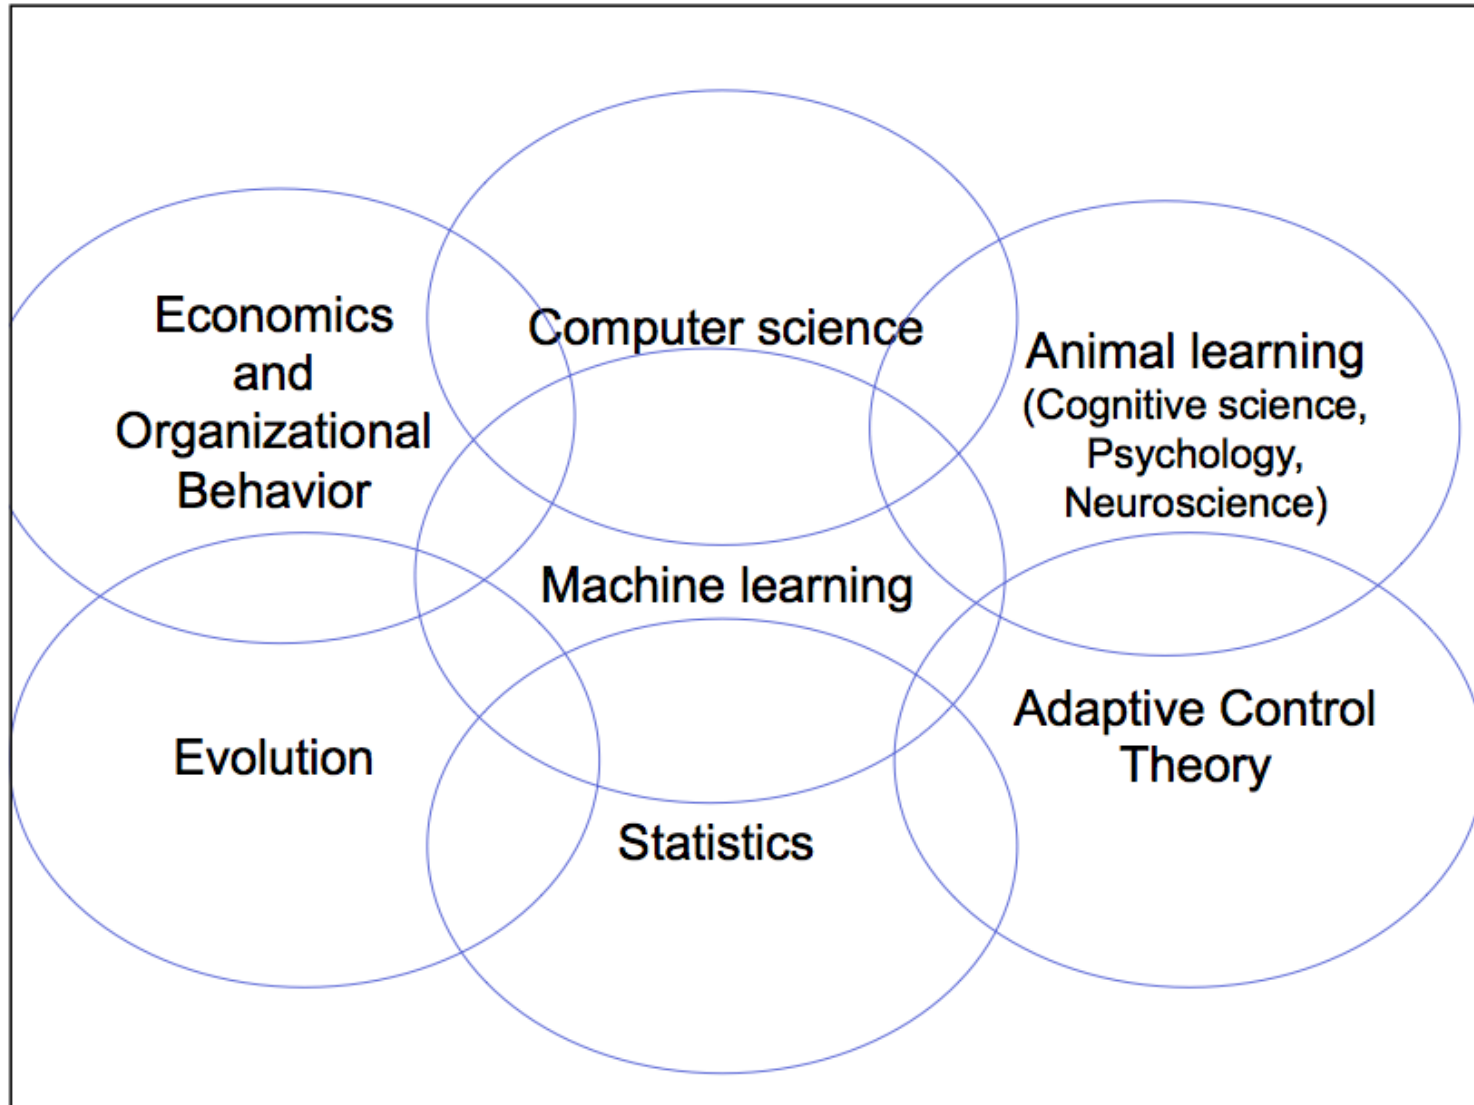 Economics
and
Organizational
Behavior
Computer science
Animal learning
(Cognitive science,
Psychology,
Neuroscience)
Machine learning
Evolution
Statistics
Adaptive Control
Theory